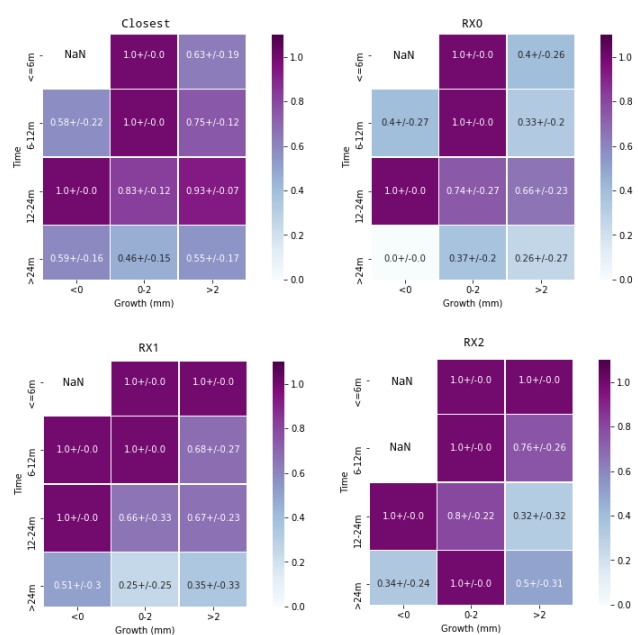 Closest
<=6m NaN 1.0+/-0.0 0.63+/-0.19
6-12m 0.58+/-0.22 1.0+/-0.0 0.75+/-0.12
12-24m 1.0+/-0.0 0.83+/-0.12 0.93+/-0.07
>24m 0.59+/-0.16 0.46+/-0.15 0.55+/-0.17
<0 0-2 >2
Time
Growth (mm)
1.0
0.8
0.6
0.4
0.2
0.0
RX0
<=6m NaN 1.0+/-0.0 0.4+/-0.26
6-12m 0.4+/-0.27 1.0+/-0.0 0.33+/-0.2
12-24m 1.0+/-0.0 0.74+/-0.27 0.66+/-0.23
>24m 0.0+/-0.0 0.37+/-0.2 0.26+/-0.27
<0 0-2 >2
Time
Growth (mm)
1.0
0.8
0.6
0.4
0.2
0.0
RX1
<=6m NaN 1.0+/-0.0 1.0+/-0.0
6-12m 1.0+/-0.0 1.0+/-0.0 0.68+/-0.27
12-24m 1.0+/-0.0 0.66+/-0.33 0.67+/-0.23
>24m 0.51+/-0.3 0.25+/-0.25 0.35+/-0.33
<0 0-2 >2
Time
Growth (mm)
1.0
0.8
0.6
0.4
0.2
0.0
RX2
<=6m NaN 1.0+/-0.0 1.0+/-0.0
6-12m NaN 1.0+/-0.0 0.76+/-0.26
12-24m 1.0+/-0.0 0.8+/-0.22 0.32+/-0.32
>24m 0.34+/-0.24 1.0+/-0.0 0.5+/-0.31
<0 0-2 >2
Time
Growth (mm)
1.0
0.8
0.6
0.4
0.2
0.0